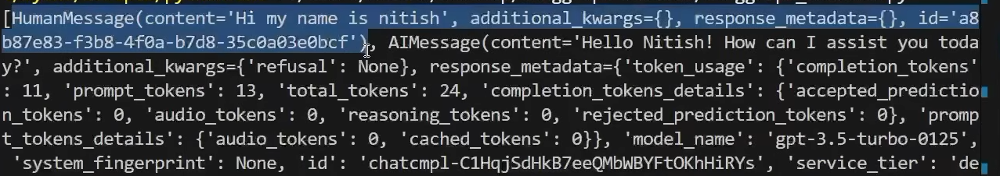 [HumanMessage(content='Hi my name is nitish', additional_kwargs={}, response_metadata={}, id='a8
b87e83-f3b8-4f0a-b7d8-35c0a03e0bcf'), AIMessage(content='Hello Nitish! How can I assist you toda
y?', additional_kwargs={'refusal': None}, response_metadata={'token_usage': {'completion_tokens'
: 11, 'prompt_tokens': 13, 'total_tokens': 24, 'completion_tokens_details': {'accepted_predictio
n_tokens': 0, 'audio_tokens': 0, 'reasoning_tokens': 0, 'rejected_prediction_tokens': 0}, 'promp
t_tokens_details': {'audio_tokens': 0, 'cached_tokens': 0}}, 'model_name': 'gpt-3.5-turbo-0125',
'system_fingerprint': None, 'id': 'chatcmpl-C1HqjSdHkB7eeQMbWBYFtOKhHiRYs', 'service_tier': 'de